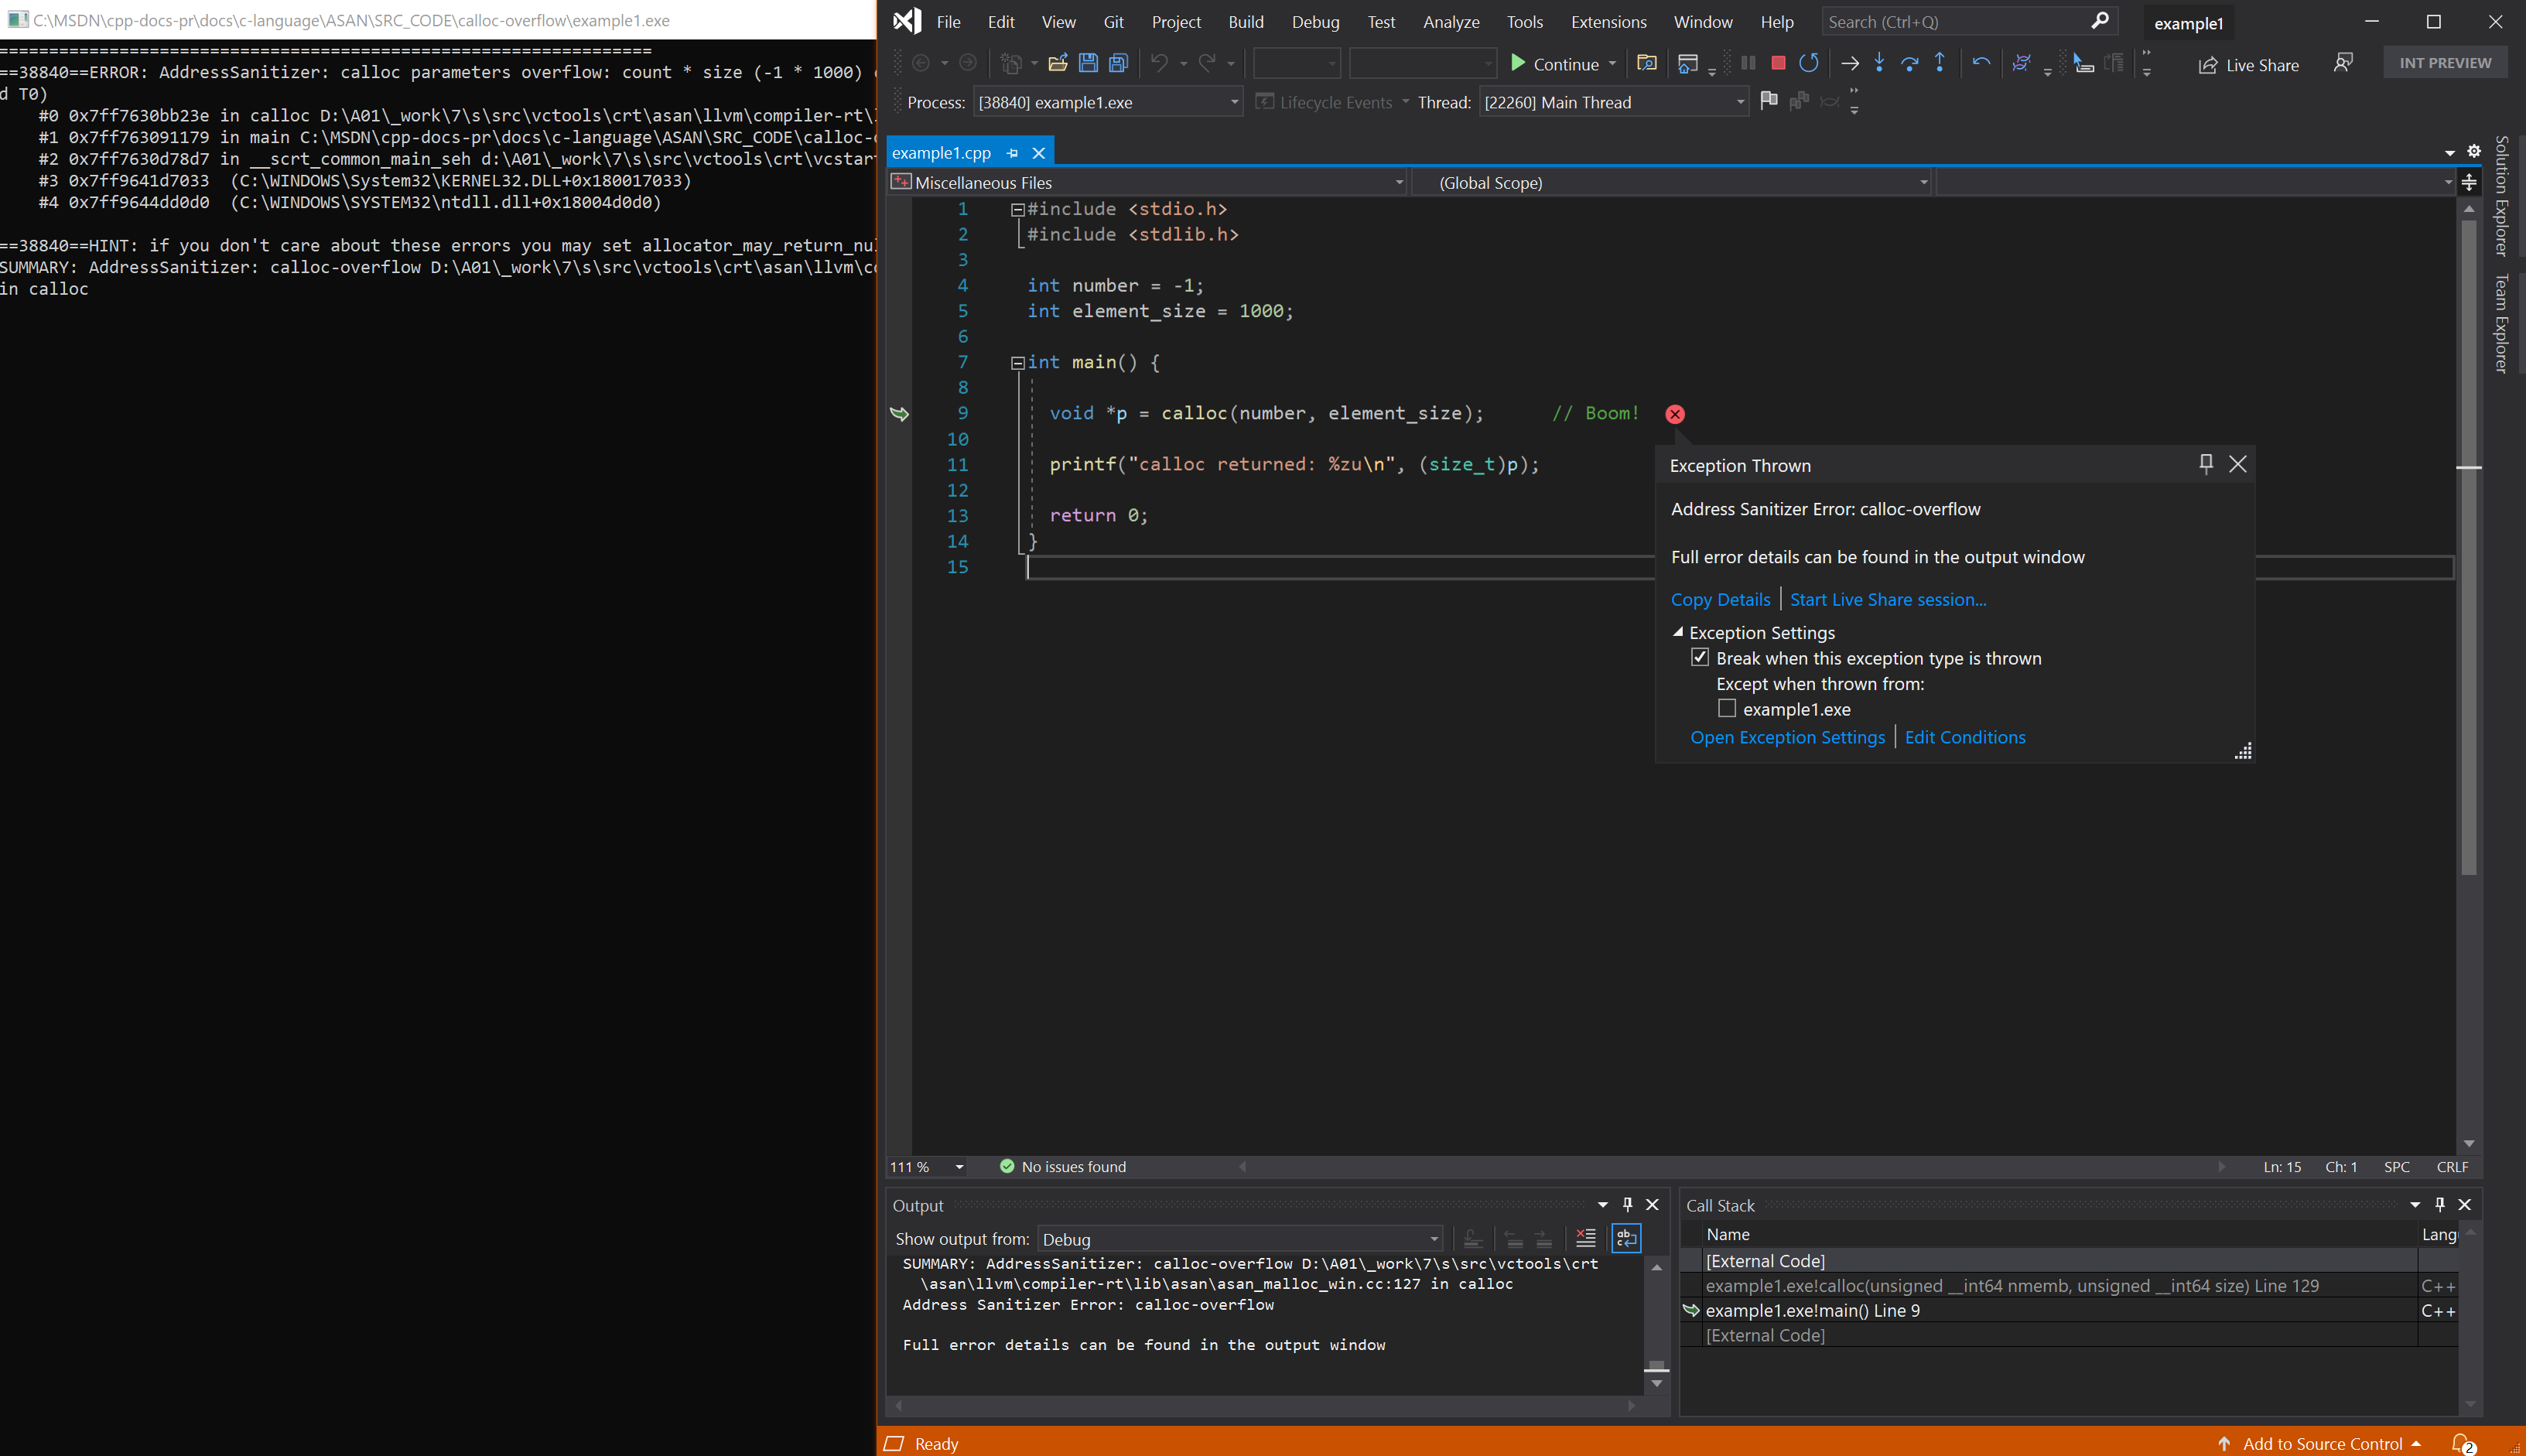 C:\MSDN\cpp-docs-pr\docs\c-language\ASAN\SRC_CODE\calloc-overflow\example1.exe
=================================================================
==38840==ERROR: AddressSanitizer: calloc parameters overflow: count * size (-1 * 1000)
d T0)
#0 0x7ff7630bb23e in calloc D:\A01\_work\7\s\src\vctools\crt\asan\llvm\compiler-rt\
#1 0x7ff763091179 in main C:\MSDN\cpp-docs-pr\docs\c-language\ASAN\SRC_CODE\calloc-
#2 0x7ff7630d78d7 in __scrt_common_main_seh d:\A01\_work\7\s\src\vctools\crt\vcstart
#3 0x7ff9641d7033 (C:\WINDOWS\System32\KERNEL32.DLL+0x180017033)
#4 0x7ff9644dd0d0 (C:\WINDOWS\SYSTEM32\ntdll.dll+0x18004d0d0)
==38840==HINT: if you don't care about these errors you may set allocator_may_return_nul
SUMMARY: AddressSanitizer: calloc-overflow D:\A01\_work\7\s\src\vctools\crt\asan\llvm\co
in calloc
File Edit View Git Project Build Debug Test Analyze Tools Extensions Window Help Search (Ctrl+Q) example1
Continue Live Share INT PREVIEW
Process: [38840] example1.exe Lifecycle Events Thread: [22260] Main Thread
example1.cpp
Miscellaneous Files (Global Scope)
1 #include <stdio.h>
2 #include <stdlib.h>
3
4 int number = -1;
5 int element_size = 1000;
6
7 int main() {
8
9 void *p = calloc(number, element_size); // Boom!
10
11 printf("calloc returned: %zu\n", (size_t)p);
12
13 return 0;
14 }
15
Exception Thrown
Address Sanitizer Error: calloc-overflow
Full error details can be found in the output window
Copy Details | Start Live Share session...
Exception Settings
Break when this exception type is thrown
Except when thrown from:
example1.exe
Open Exception Settings | Edit Conditions
Solution Explorer
Team Explorer
111 % No issues found Ln: 15 Ch: 1 SPC CRLF
Output
Show output from: Debug
SUMMARY: AddressSanitizer: calloc-overflow D:\A01\_work\7\s\src\vctools\crt
\asan\llvm\compiler-rt\lib\asan\asan_malloc_win.cc:127 in calloc
Address Sanitizer Error: calloc-overflow
Full error details can be found in the output window
Call Stack
Name Lang
[External Code]
example1.exe!calloc(unsigned __int64 nmemb, unsigned __int64 size) Line 129 C++
example1.exe!main() Line 9 C++
[External Code]
Ready Add to Source Control 2